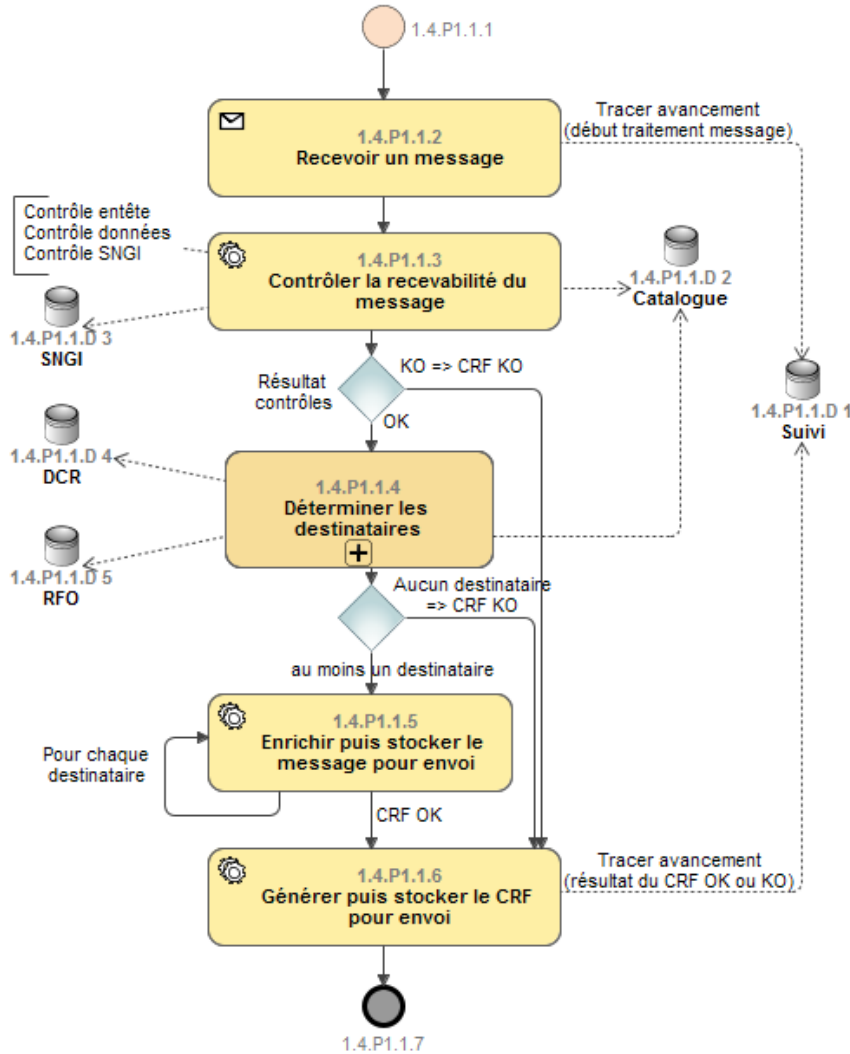 1.4.P1.1.1
1.4.P1.1.2
Recevoir un message
Tracer avancement
(début traitement message)
Contrôle entête
Contrôle données
Contrôle SNGI
1.4.P1.1.3
Contrôler la recevabilité du
message
1.4.P1.1.D 2
Catalogue
1.4.P1.1.D 3
SNGI
Résultat
contrôles
KO => CRF KO
OK
1.4.P1.1.D 1
Suivi
1.4.P1.1.D 4
DCR
1.4.P1.1.4
Déterminer les
destinataires
1.4.P1.1.D 5
RFO
Aucun destinataire
=> CRF KO
au moins un destinataire
1.4.P1.1.5
Enrichir puis stocker le
message pour envoi
Pour chaque
destinataire
CRF OK
1.4.P1.1.6
Générer puis stocker le CRF
pour envoi
Tracer avancement
(résultat du CRF OK ou KO)
1.4.P1.1.7